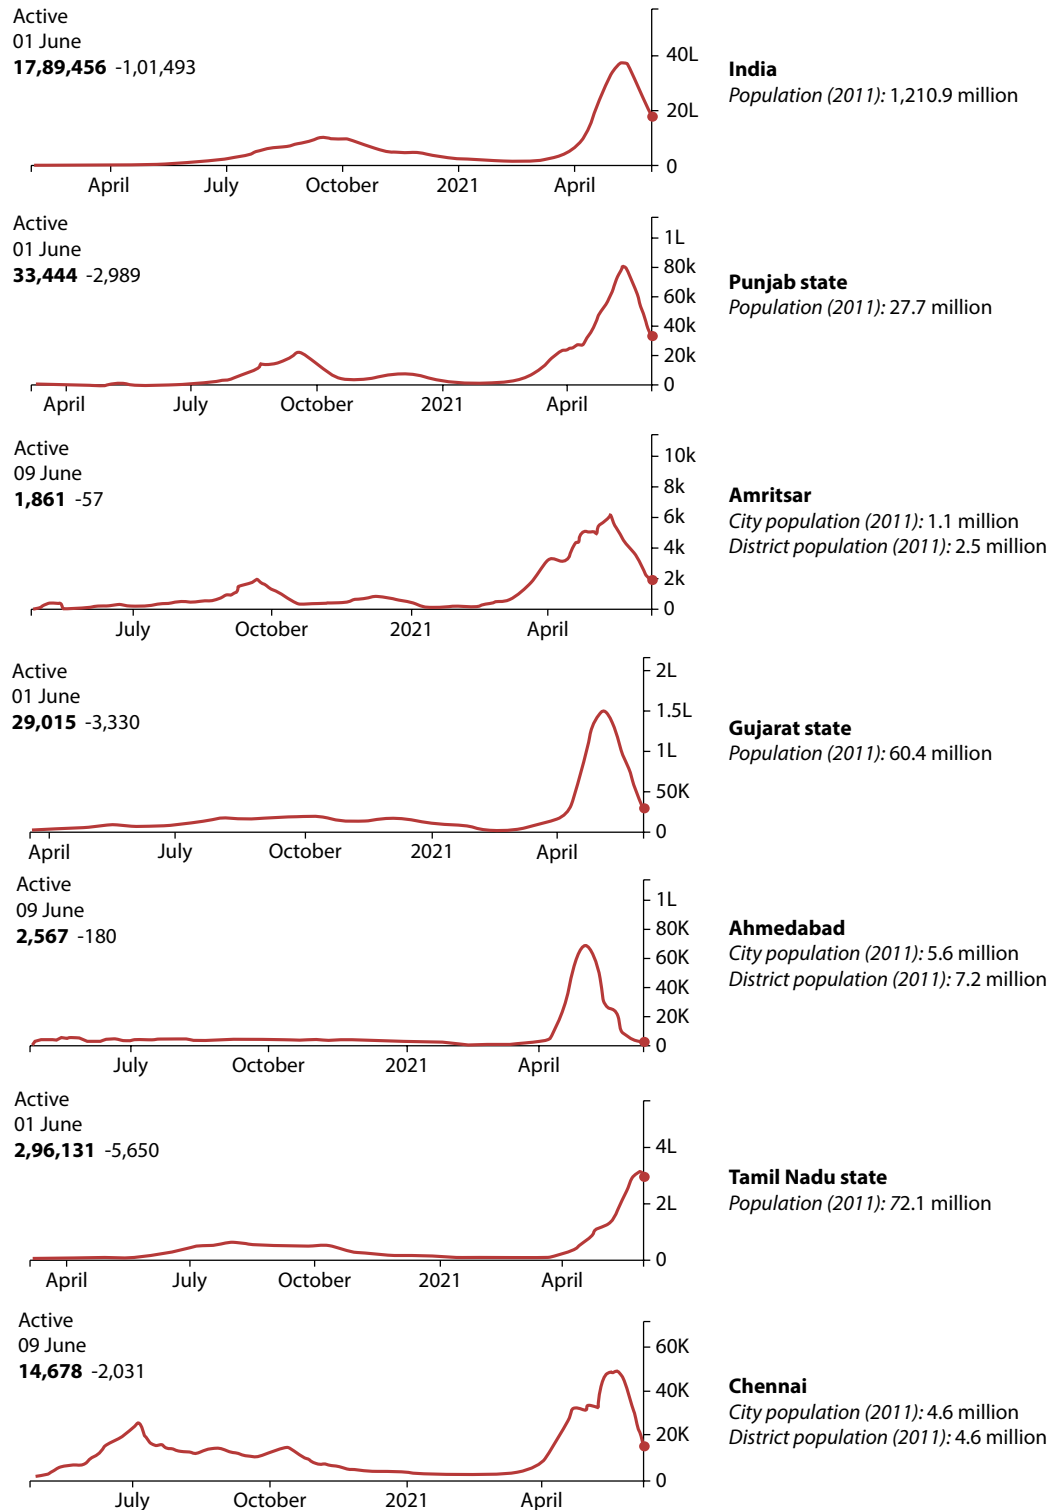 Active
01 June
17,89,456 -1,01,493
40L
20L
0
April July October 2021 April
India
Population (2011): 1,210.9 million
Active
01 June
33,444 -2,989
1L
80k
60k
40k
20k
0
April July October 2021 April
Punjab state
Population (2011): 27.7 million
Active
09 June
1,861 -57
10k
8k
6k
4k
2k
0
July October 2021 April
Amritsar
City population (2011): 1.1 million
District population (2011): 2.5 million
Active
01 June
29,015 -3,330
2L
1.5L
1L
50K
0
April July October 2021 April
Gujarat state
Population (2011): 60.4 million
Active
09 June
2,567 -180
1L
80K
60K
40K
20K
0
July October 2021 April
Ahmedabad
City population (2011): 5.6 million
District population (2011): 7.2 million
Active
01 June
2,96,131 -5,650
4L
2L
0
April July October 2021 April
Tamil Nadu state
Population (2011): 72.1 million
Active
09 June
14,678 -2,031
60K
40K
20K
0
July October 2021 April
Chennai
City population (2011): 4.6 million
District population (2011): 4.6 million